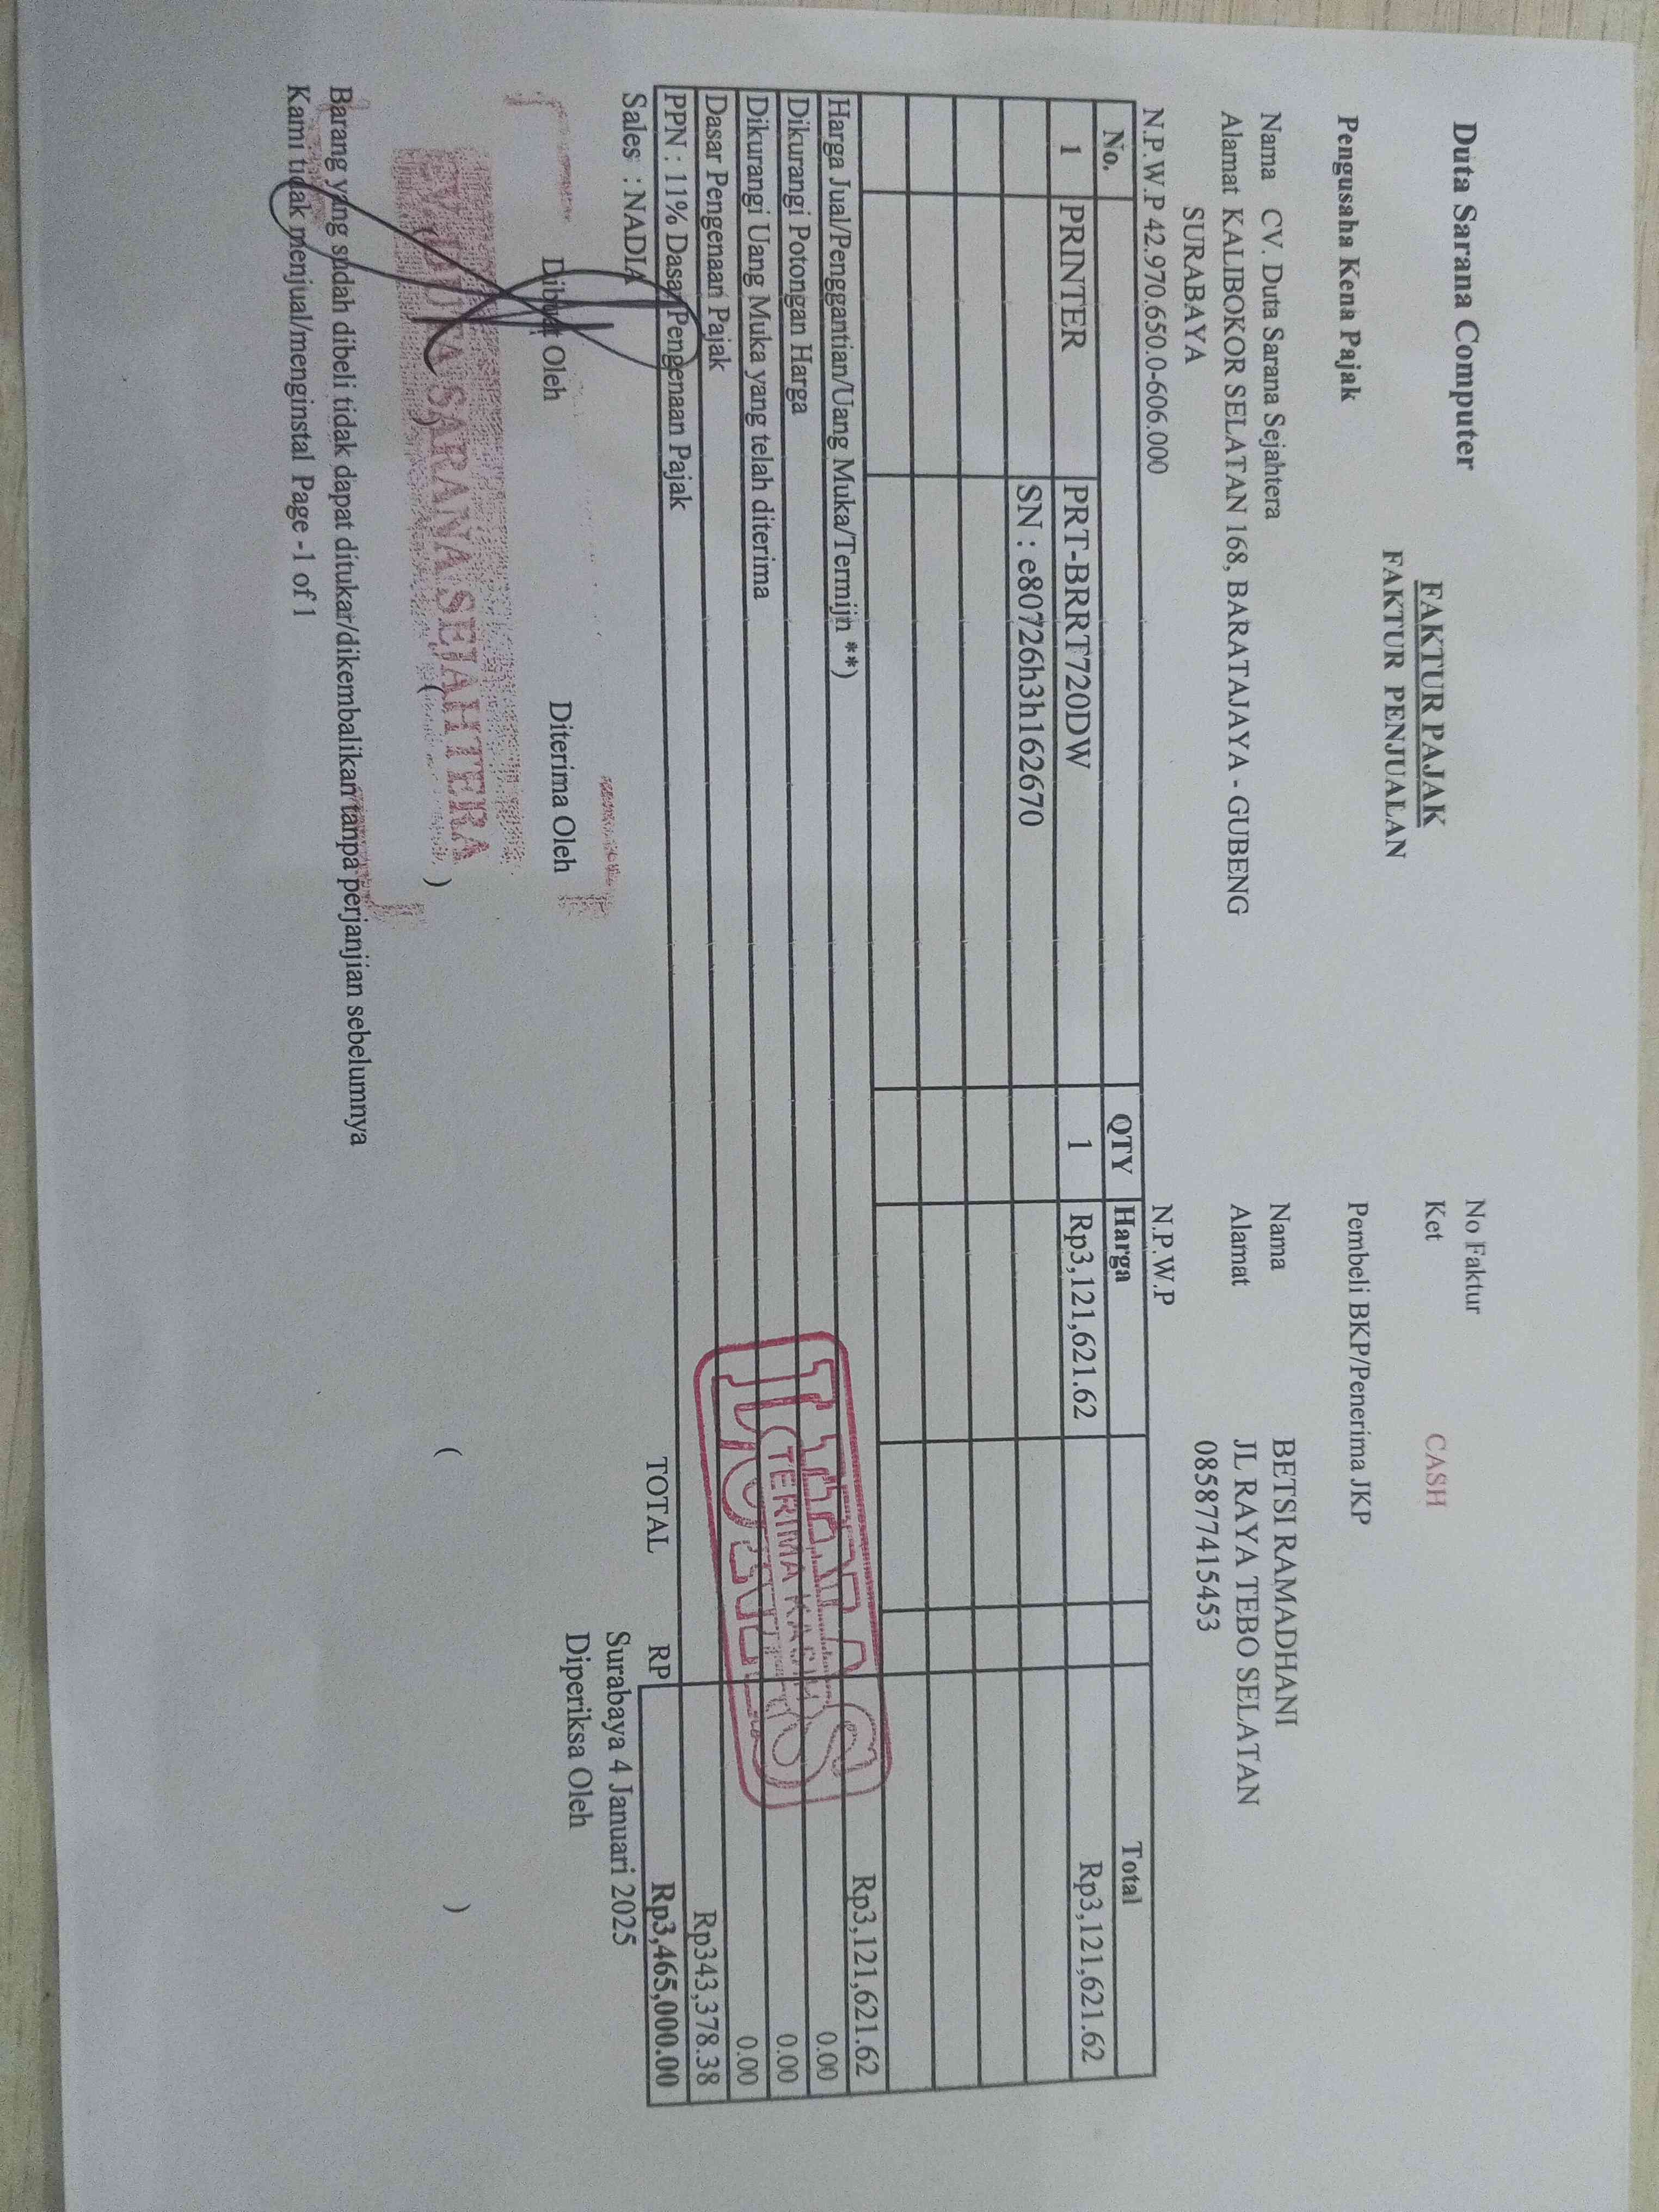 Duta Sarana Computer
No Faktur
FAKTUR PAJAK
Ket CASH
FAKTUR PENJUALAN
Pengusaha Kena Pajak
Pembeli BKP/Penerima JKP
Nama CV. Duta Sarana Sejahtera
Nama BETSI RAMADHANI
Alamat KALIBOKOR SELATAN 168, BARATAJAYA - GUBENG
Alamat JL RAYA TEBO SELATAN
SURABAYA
085877415453
N.P.W.P 42.970.650.0-606.000
N.P.W.P
No. QTY Harga Total
1 PRINTER PRT-BRRT720DW 1 Rp3,121,621.62 Rp3,121,621.62
SN : e80726h3h162670
Harga Jual/Penggantian/Uang Muka/Termijn **) Rp3,121,621.62
Dikurangi Potongan Harga 0.00
Dikurangi Uang Muka yang telah diterima 0.00
Dasar Pengenaan Pajak 0.00
PPN : 11% Dasar Pengenaan Pajak Rp343,378.38
LUNAS
TERIMA KASIH
Sales : NADIA TOTAL RP Rp3,465,000.00
Surabaya 4 Januari 2025
Dibuat Oleh Diterima Oleh Diperiksa Oleh
CV. DUTA SARANA SEJAHTERA
) ( ) ( )
Barang yang sudah dibeli tidak dapat ditukar/dikembalikan tanpa perjanjian sebelumnya
Kami tidak menjual/menginstal Page -1 of 1